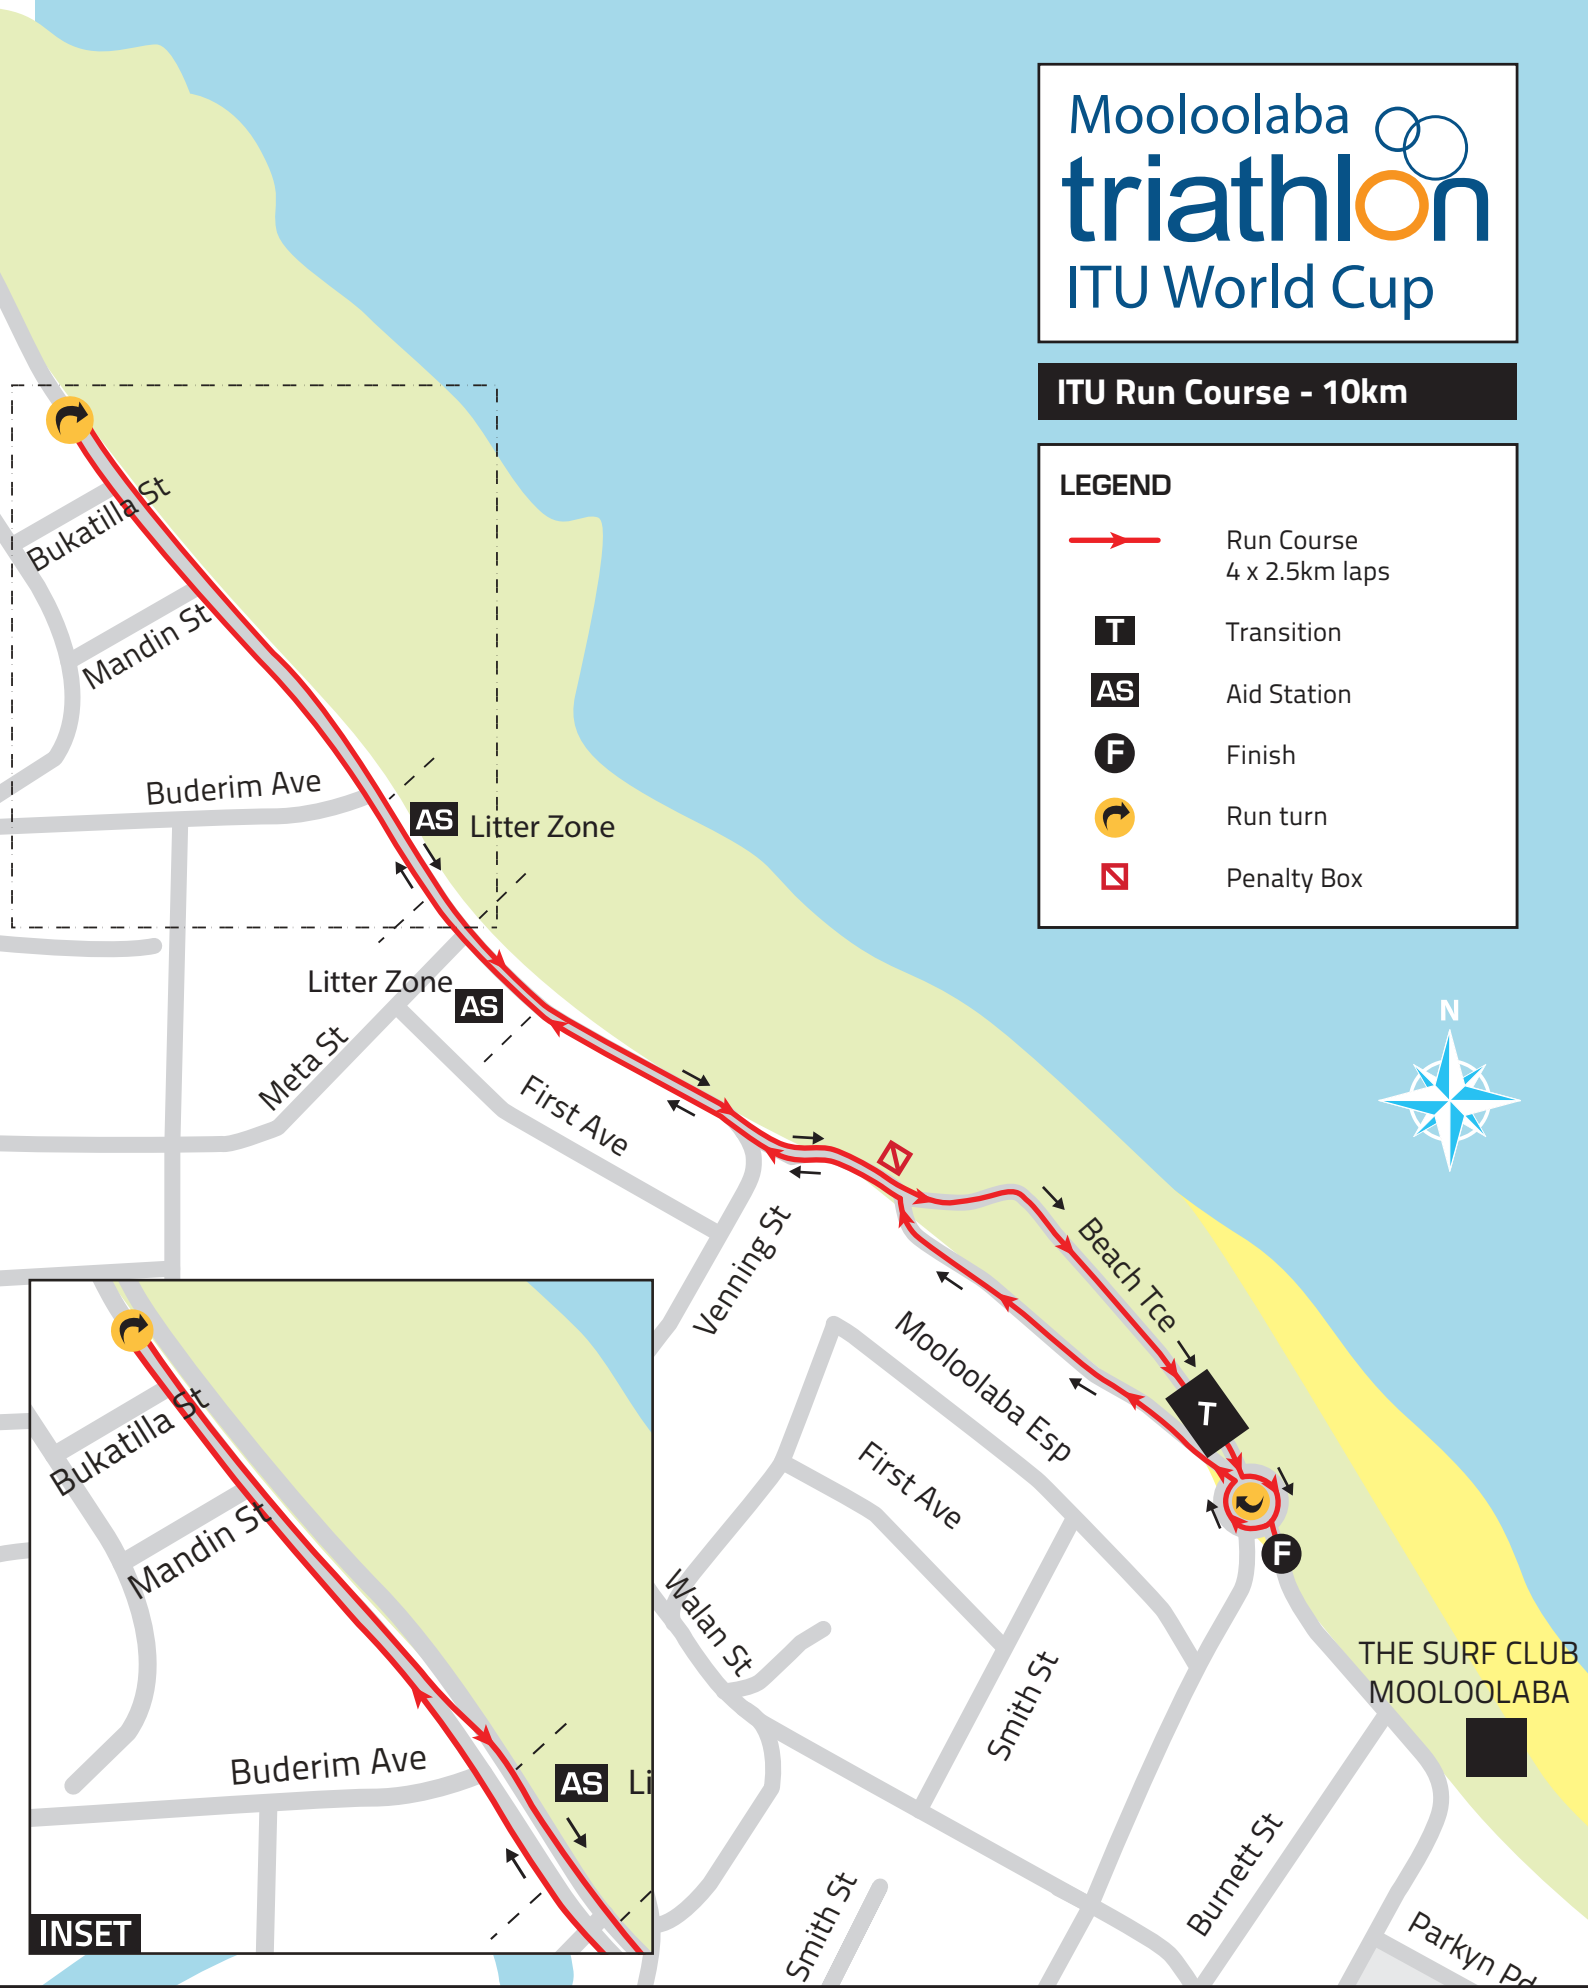 Mooloolaba
triathlon
ITU World Cup
ITU Run Course - 10km
LEGEND
Run Course
4 x 2.5km laps
T Transition
AS Aid Station
F Finish
Run turn
Penalty Box
N
Bukatilla St
Mandin St
Buderim Ave
AS Litter Zone
Litter Zone
AS
Meta St
First Ave
Venning St
Beach Tce
Mooloolaba Esp
T
First Ave
F
Walan St
Smith St
THE SURF CLUB
MOOLOOLABA
Burnett St
Smith St
Parkyn
Bukatilla St
Mandin St
Buderim Ave
AS Li
INSET